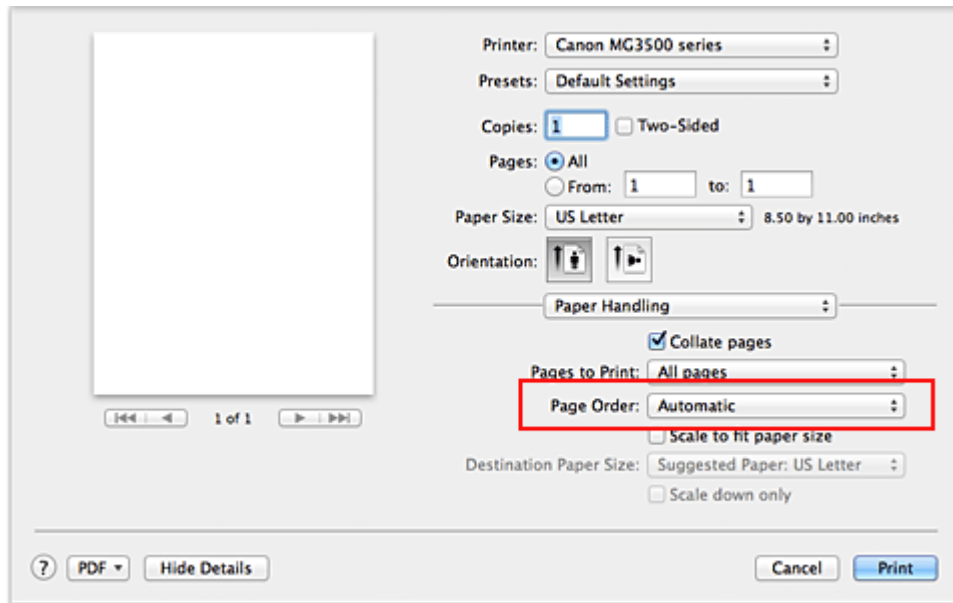 Printer: Canon MG3500 series
Presets: Default Settings
Copies: 1 Two-Sided
Pages: All
From: 1 to: 1
Paper Size: US Letter 8.50 by 11.00 inches
Orientation:
Paper Handling
Collate pages
Pages to Print: All pages
Page Order: Automatic
Scale to fit paper size
Destination Paper Size: Suggested Paper: US Letter
Scale down only
1 of 1
? PDF Hide Details Cancel Print